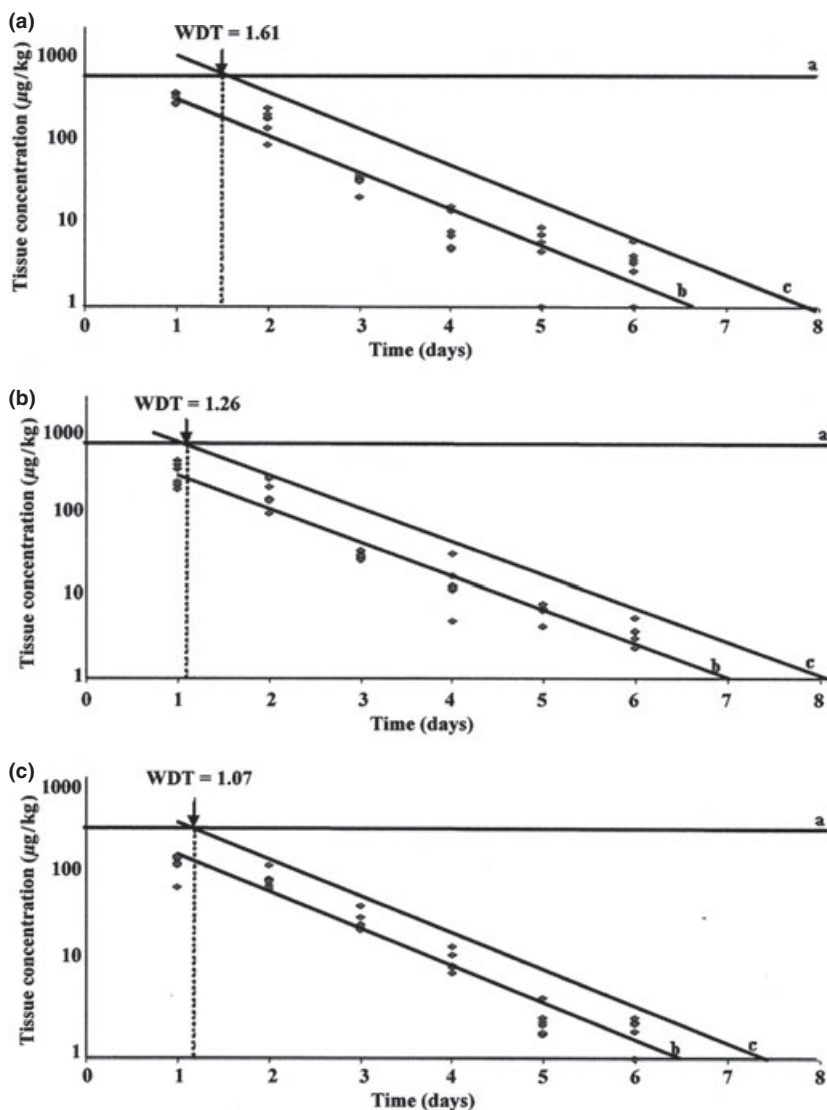 (a)
WDT = 1.61
1000
100
10
1
Tissue concentration (µg/kg)
a
b
c
0 1 2 3 4 5 6 7 8
Time (days)
(b)
WDT = 1.26
1000
100
10
1
Tissue concentration (µg/kg)
a
b
c
0 1 2 3 4 5 6 7 8
Time (days)
(c)
WDT = 1.07
1000
100
10
1
Tissue concentration (µg/kg)
a
b
c
0 1 2 3 4 5 6 7 8
Time (days)